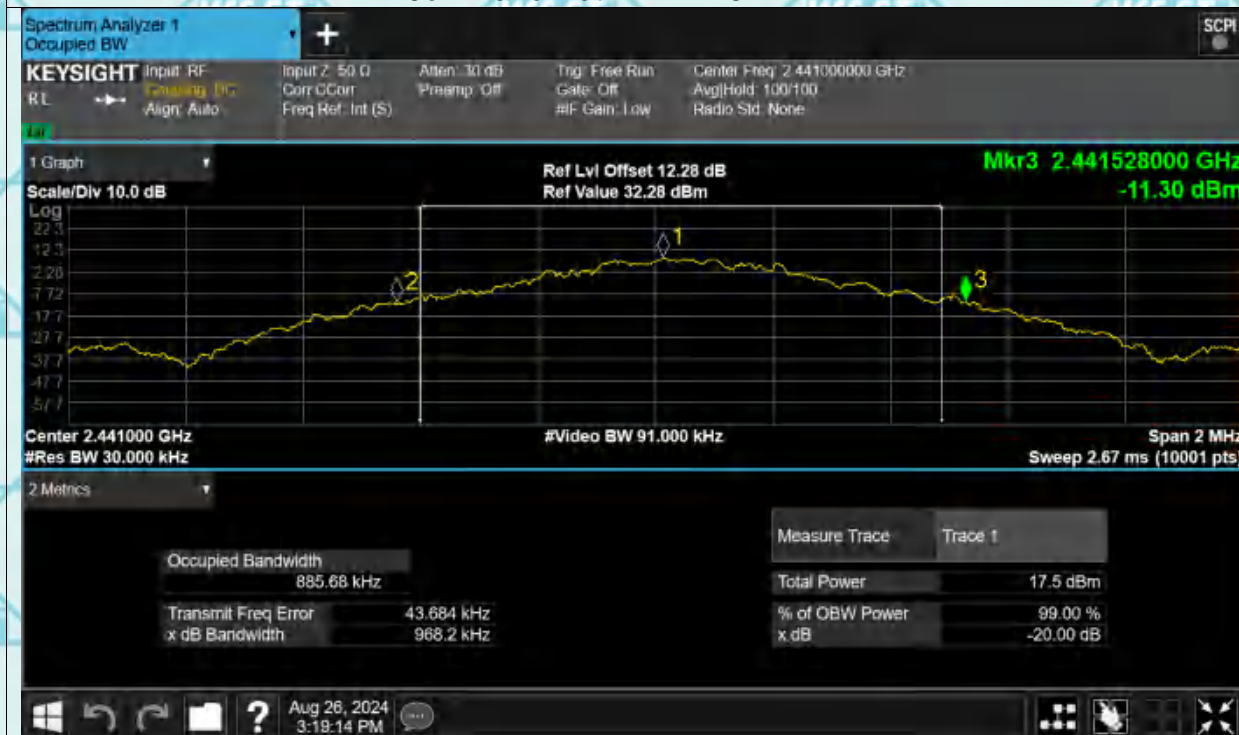 Spectrum Analyzer 1
Occupied BW
+
SCPI
KEYSIGHT
RL
Input: RF
Coupling: DC
Align: Auto
Input Z: 50 Ω
Corr CCorr
Freq Ref: Int (S)
Atten: 30 dB
Preamp: Off
Trig: Free Run
Gate: Off
#IF Gain: Low
Center Freq: 2.441000000 GHz
Avg|Hold: 100/100
Radio Std: None
1 Graph
Scale/Div 10.0 dB
Ref Lvl Offset 12.28 dB
Ref Value 32.28 dBm
Mkr3 2.441528000 GHz
-11.30 dBm
Log
22.3
12.3
2.28
-7.72
-17.7
-27.7
-37.7
-47.7
-57.7
1
2
3
Center 2.441000 GHz
#Res BW 30.000 kHz
#Video BW 91.000 kHz
Span 2 MHz
Sweep 2.67 ms (10001 pts)
2 Metrics
Occupied Bandwidth
885.68 kHz
Transmit Freq Error 43.684 kHz
x dB Bandwidth 968.2 kHz
Measure Trace Trace 1
Total Power 17.5 dBm
% of OBW Power 99.00 %
x dB -20.00 dB
?
Aug 26, 2024
3:19:14 PM